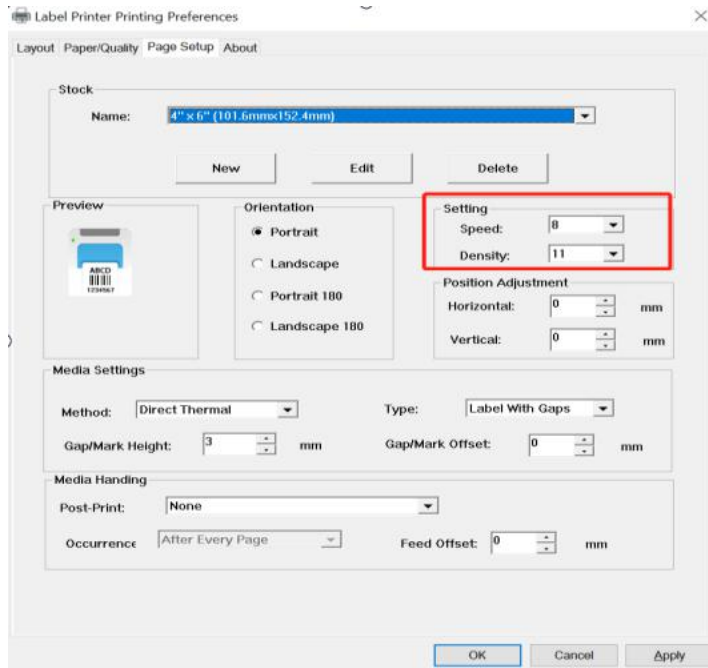 Label Printer Printing Preferences
Layout Paper/Quality Page Setup About
Stock
Name: 4" x 6" (101.6mmx152.4mm)
New Edit Delete
Preview
ABCD
1234567
Orientation
Portrait
Landscape
Portrait 180
Landscape 180
Setting
Speed: 8
Density: 11
Position Adjustment
Horizontal: 0 mm
Vertical: 0 mm
Media Settings
Method: Direct Thermal Type: Label With Gaps
Gap/Mark Height: 3 mm Gap/Mark Offset: 0 mm
Media Handing
Post-Print: None
Occurrence After Every Page Feed Offset: 0 mm
OK Cancel Apply